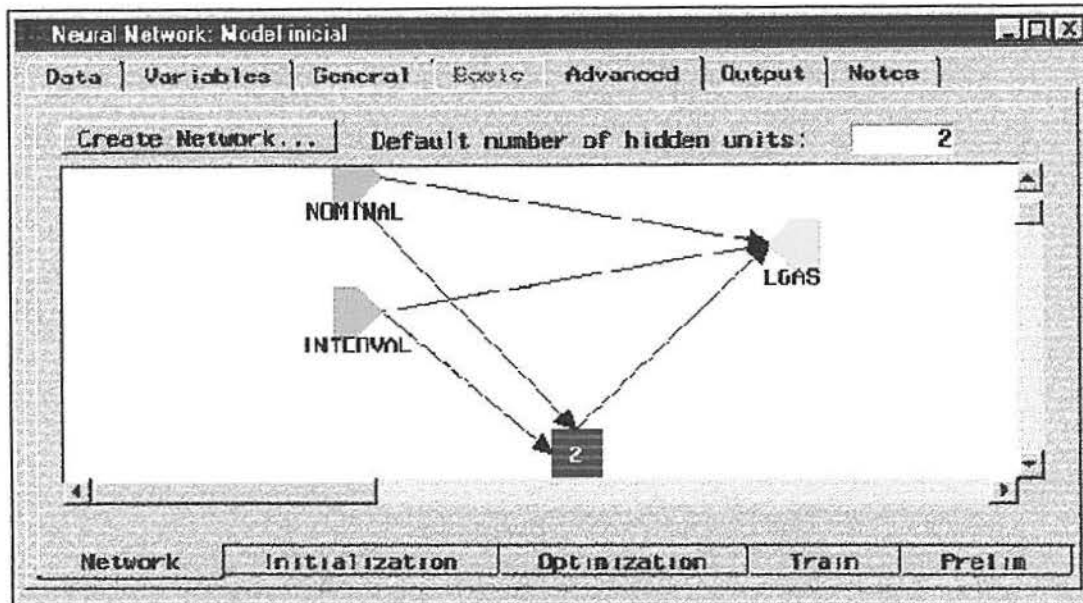 Neural Network: Model inicial
Data Variables General Basic Advanced Output Notes
Create Network... Default number of hidden units: 2
NOMINAL
LGAS
INTERVAL
2
Network Initialization Optimization Train Prelim